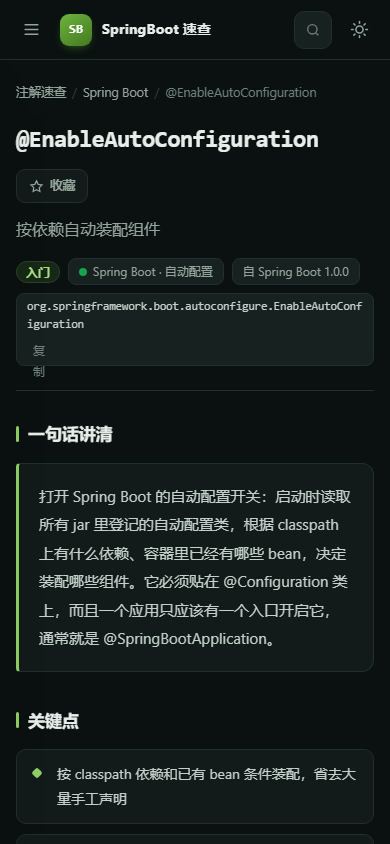 SB SpringBoot 速查
注解速查 / Spring Boot / @EnableAutoConfiguration
@EnableAutoConfiguration
收藏
按依赖自动装配组件
入门 Spring Boot · 自动配置 自 Spring Boot 1.0.0
org.springframework.boot.autoconfigure.EnableAutoConf
iguration
复
制
一句话讲清
打开 Spring Boot 的自动配置开关：启动时读取
所有 jar 里登记的自动配置类，根据 classpath
上有什么依赖、容器里已经有哪些 bean，决定
装配哪些组件。它必须贴在 @Configuration 类
上，而且一个应用只应该有一个入口开启它，
通常就是 @SpringBootApplication。
关键点
按 classpath 依赖和已有 bean 条件装配，省去大
量手工声明